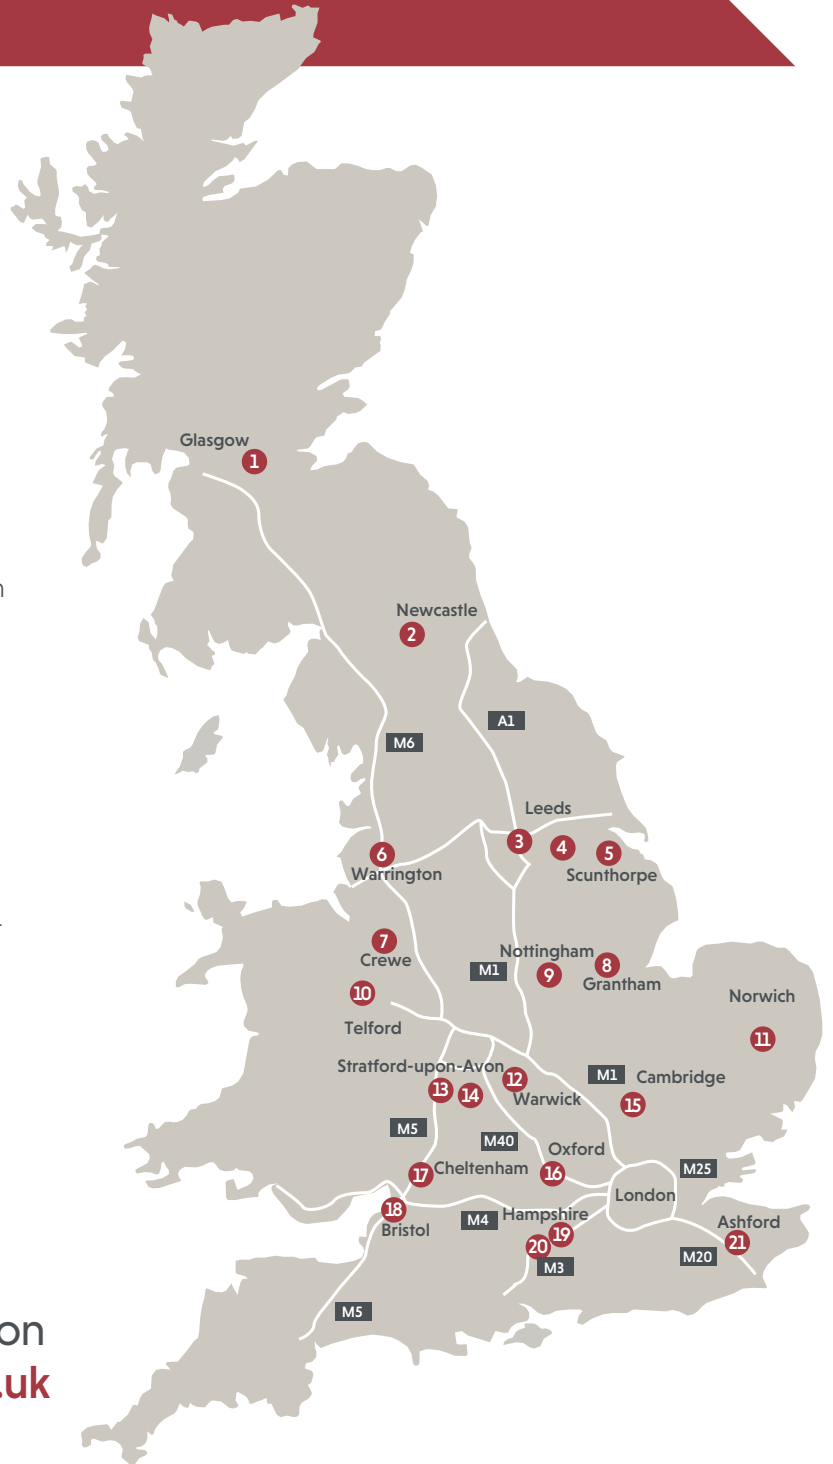 Glasgow
1
n
Newcastle
2
A1
M6
Leeds
3
4
5
6
Warrington
Scunthorpe
7
Crewe
Nottingham
M1
9
8
Grantham
10
Telford
Norwich
11
Stratford-upon-Avon
13
14
12
Warwick
M1
Cambridge
15
M5
M40
Oxford
16
17
Cheltenham
M25
London
18
Bristol
M4
Hampshire
19
20
M3
Ashford
21
M20
M5
on
.uk